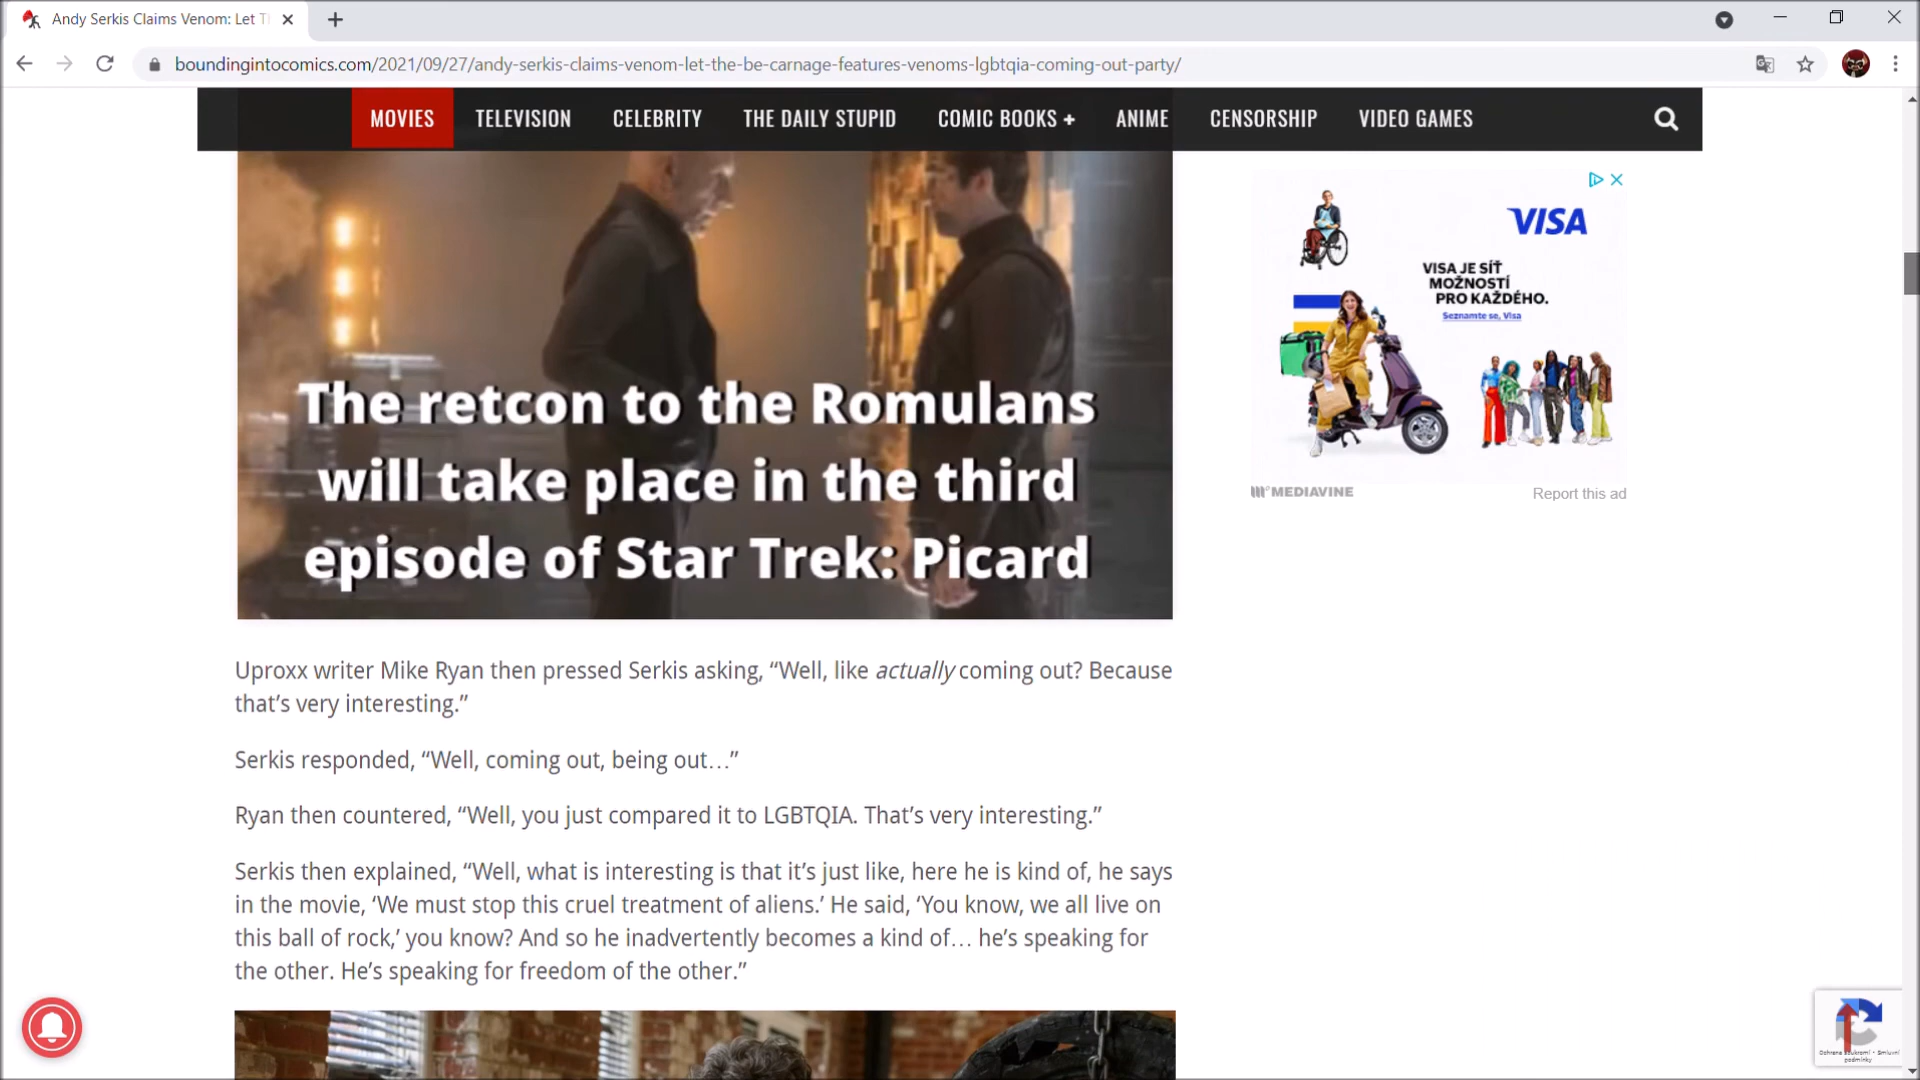 Andy Serkis Claims Venom: Let T
boundingintocomics.com/2021/09/27/andy-serkis-claims-venom-let-the-be-carnage-features-venoms-lgbtqia-coming-out-party/
MOVIES TELEVISION CELEBRITY THE DAILY STUPID COMIC BOOKS + ANIME CENSORSHIP VIDEO GAMES
VISA
VISA JE SÍŤ
MOŽNOSTÍ
PRO KAŽDÉHO.
Seznamte se, Visa
MEDIAVINE Report this ad
The retcon to the Romulans
will take place in the third
episode of Star Trek: Picard
Uproxx writer Mike Ryan then pressed Serkis asking, “Well, like actually coming out? Because
that’s very interesting.”
Serkis responded, “Well, coming out, being out…”
Ryan then countered, “Well, you just compared it to LGBTQIA. That’s very interesting.”
Serkis then explained, “Well, what is interesting is that it’s just like, here he is kind of, he says
in the movie, ‘We must stop this cruel treatment of aliens.’ He said, ‘You know, we all live on
this ball of rock,’ you know? And so he inadvertently becomes a kind of… he’s speaking for
the other. He’s speaking for freedom of the other.”
Ochrana soukromí • Smluvní
podmínky